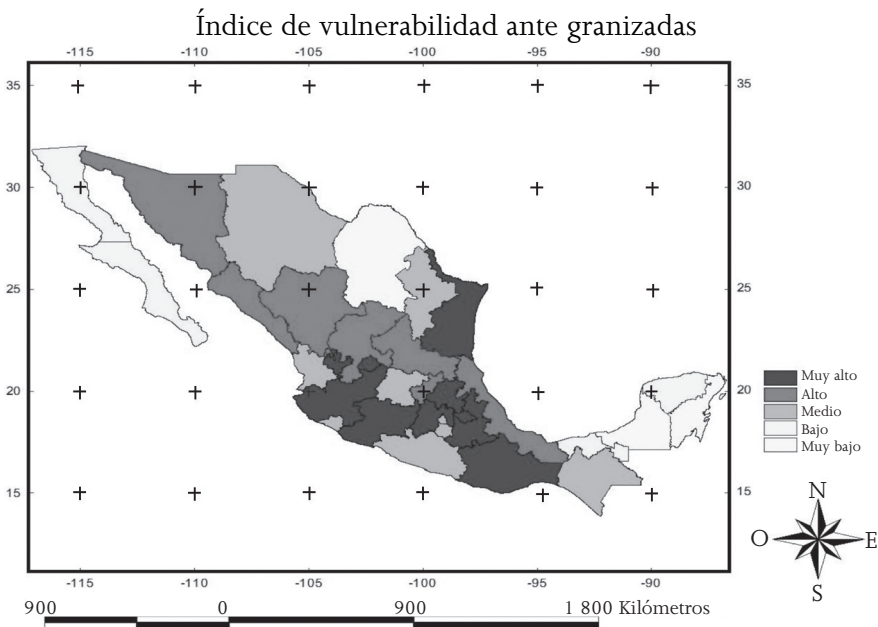 Índice de vulnerabilidad ante granizadas
-115 -110 -105 -100 -95 -90
35 35
30 30
25 25
20 20
15 15
-115 -110 -105 -100 -95 -90
Muy alto
Alto
Medio
Bajo
Muy bajo
N
O E
S
900 0 900 1 800 Kilómetros